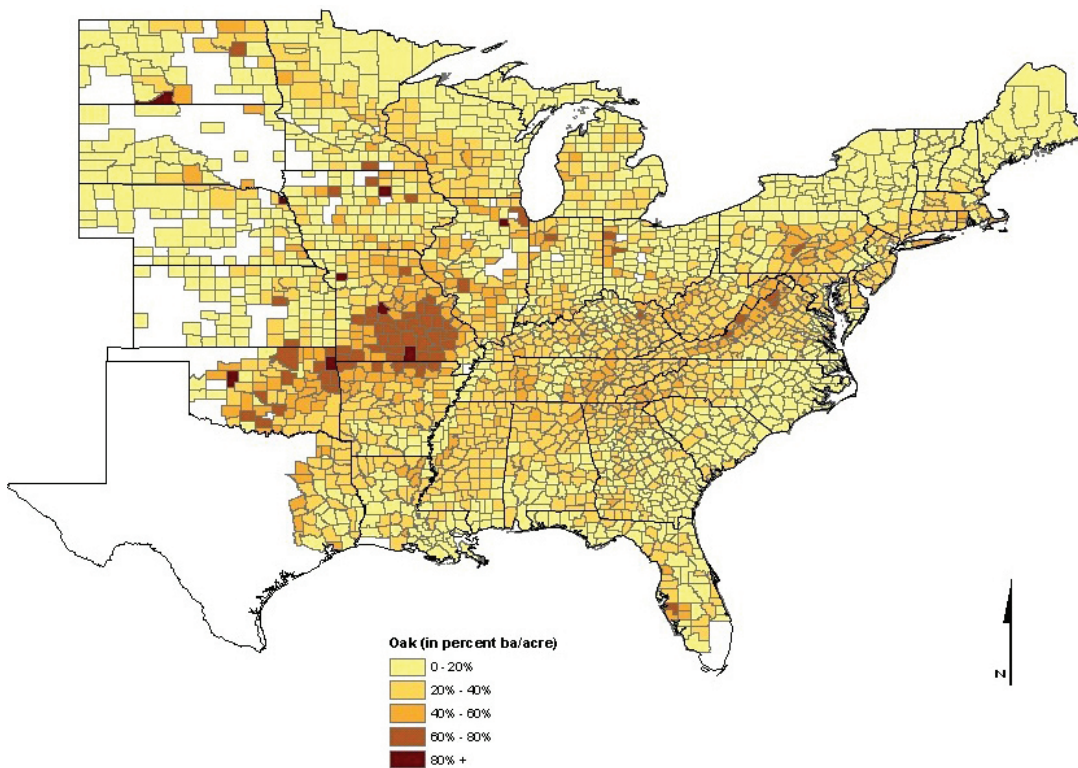 N
Oak (in percent ba/acre)
0 - 20%
20% - 40%
40% - 60%
60% - 80%
80% +